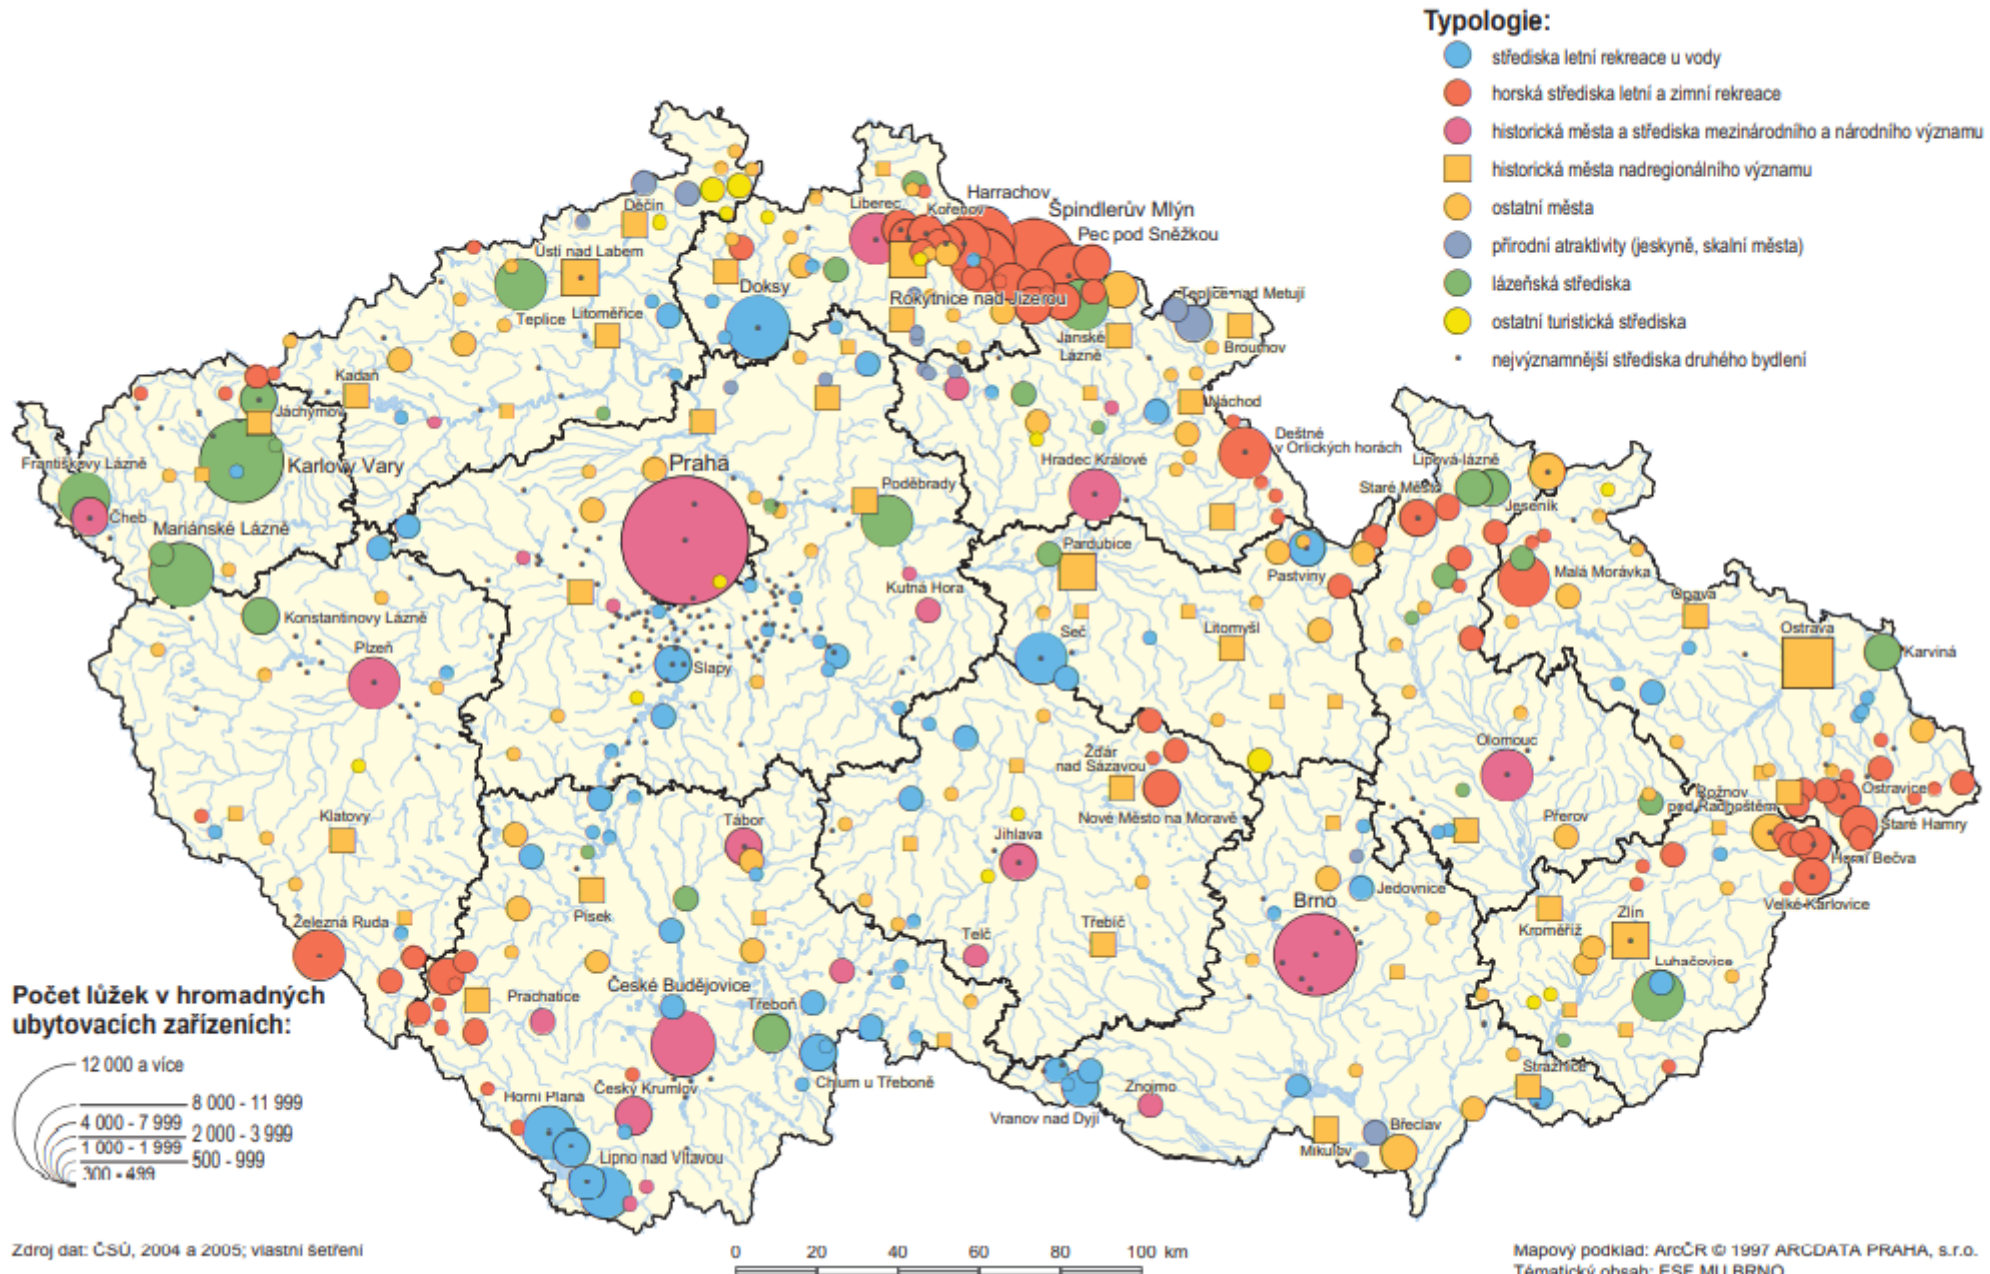 Typologie:
střediska letní rekreace u vody
horská střediska letní a zimní rekreace
historická města a střediska mezinárodního a národního významu
historická města nadregionálního významu
ostatní města
přírodní atraktivity (jeskyně, skalní města)
lázeňská střediska
ostatní turistická střediska
nejvýznamnější střediska druhého bydlení
Harrachov
Liberec
Kořenov
Špindlerův Mlýn
Pec pod Sněžkou
Děčín
Ústí nad Labem
Doksy
Rokytnice nad Jizerou
Teplice nad Metují
Teplice
Litoměřice
Janské
Lázně
Broumov
Kadaň
Jáchymov
Náchod
Deštné
v Orlických horách
Františkovy Lázně
Karlovy Vary
Praha
Hradec Králové
Lipová-lázně
Staré Město
Poděbrady
Jeseník
Cheb
Mariánské Lázně
Pardubice
Pastviny
Malá Morávka
Kutná Hora
Opava
Konstantinovy Lázně
Plzeň
Seč
Litomyšl
Ostrava
Karviná
Slapy
Olomouc
Žďár
nad Sázavou
Ostravice
Rožnov
pod Radhoštěm
Klatovy
Tábor
Nové Město na Moravě
Jihlava
Přerov
Staré Hamry
Horní Bečva
Jedovnice
Velké Karlovice
Písek
Brno
Železná Ruda
Telč
Třebíč
Kroměříž
Zlín
Luhačovice
Počet lůžek v hromadných
ubytovacích zařízeních:
Prachatice
České Budějovice
Třeboň
12 000 a více
8 000 - 11 999
4 000 - 7 999
2 000 - 3 999
1 000 - 1 999
500 - 999
300 - 499
Horní Planá
Český Krumlov
Chlum u Třeboně
Vranov nad Dyjí
Znojmo
Strážnice
Břeclav
Mikulov
Lipno nad Vltavou
Zdroj dat: ČSÚ, 2004 a 2005; vlastní šetření
0 20 40 60 80 100 km
Mapový podklad: ArcČR © 1997 ARCDATA PRAHA, s.r.o.
Tématický obsah: ESF MU BRNO